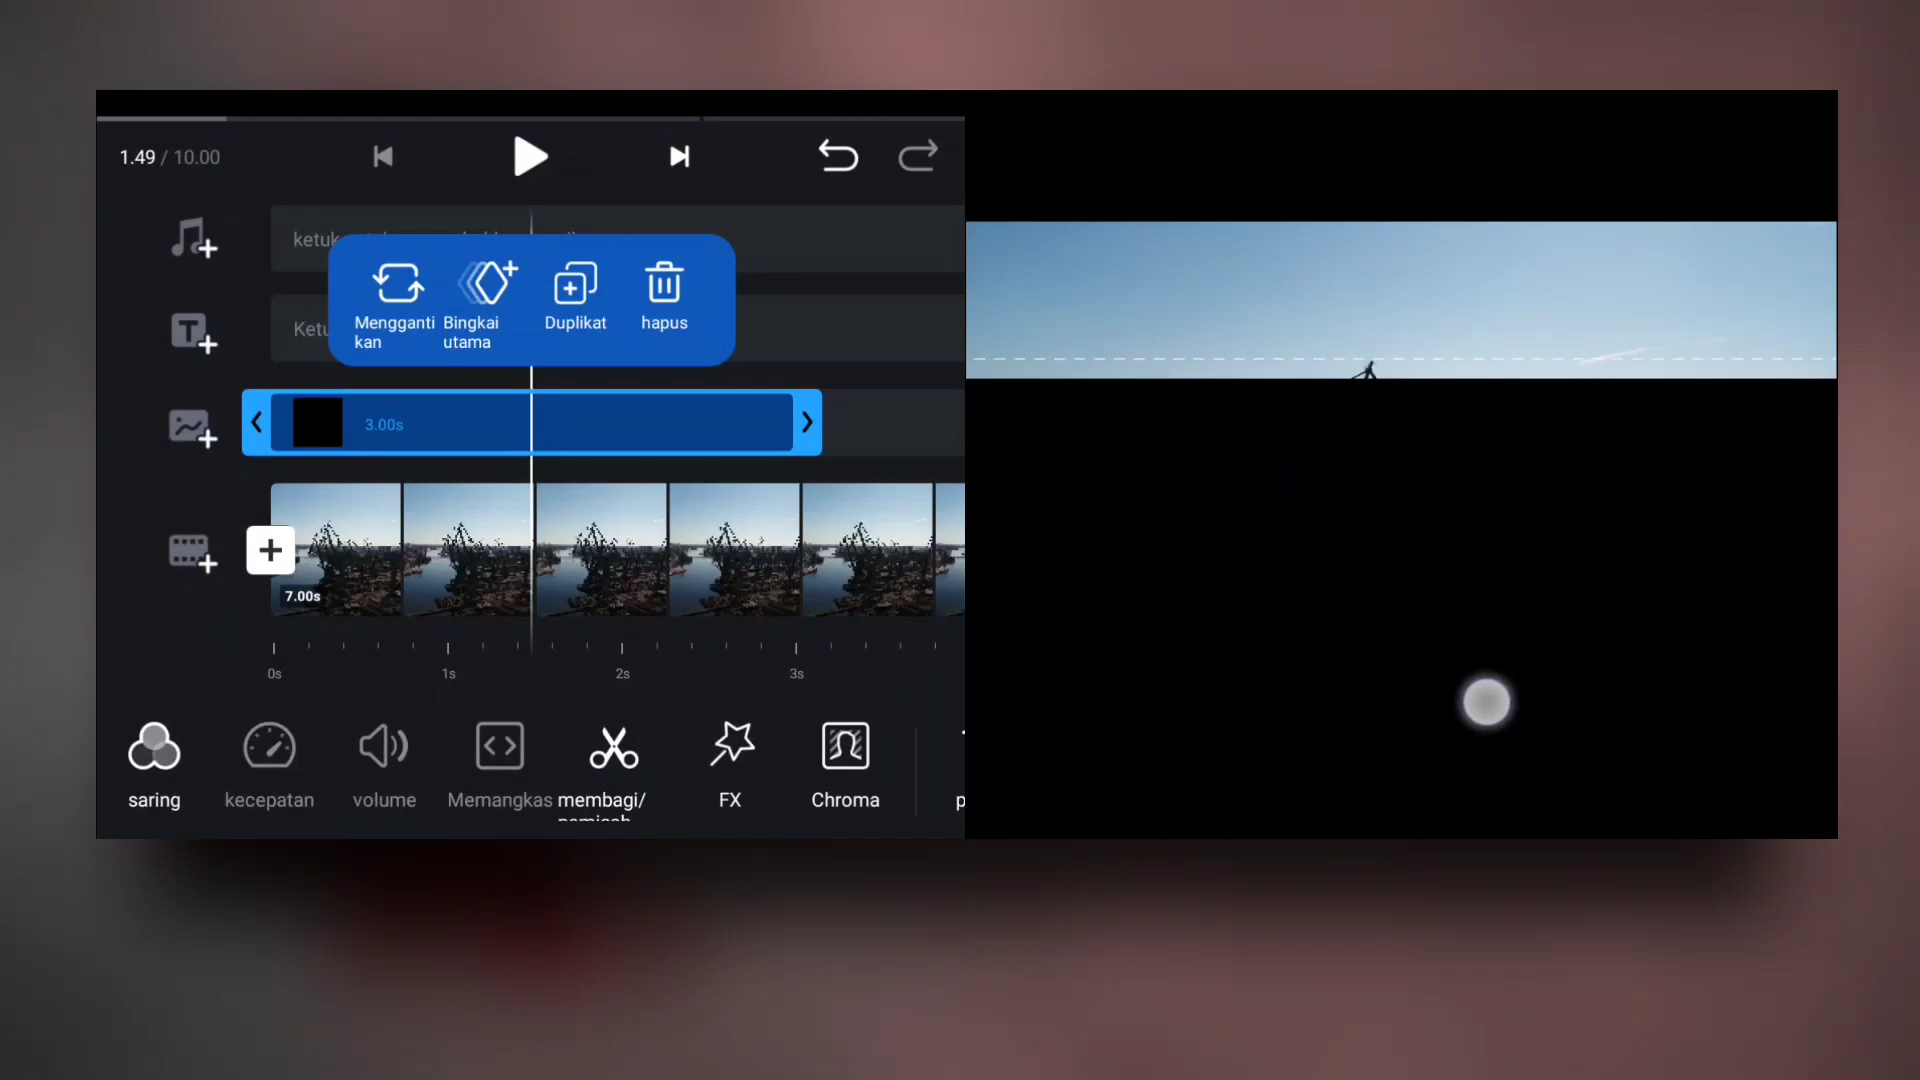 1.49 / 10.00
ketuk
Mengganti
kan
Bingkai
utama
Duplikat
hapus
3.00s
7.00s
0s 1s 2s 3s
saring kecepatan volume Memangkas membagi/ FX Chroma